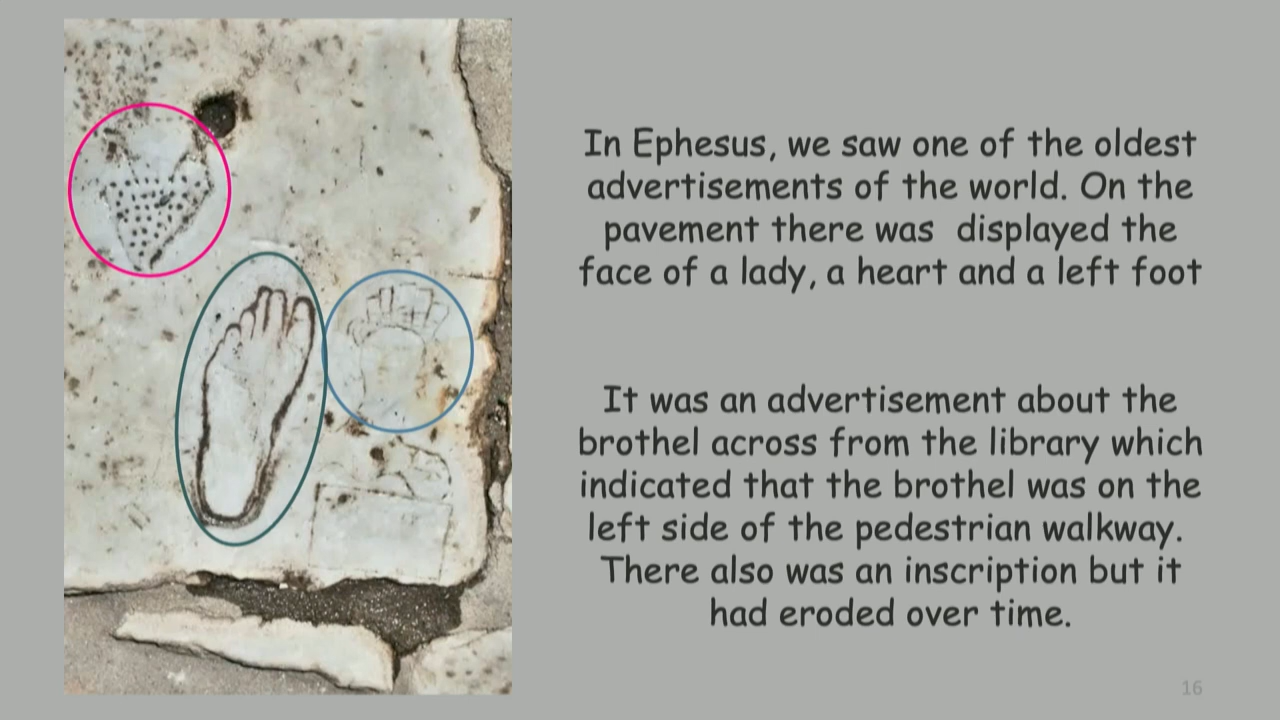 In Ephesus, we saw one of the oldest
advertisements of the world. On the
pavement there was displayed the
face of a lady, a heart and a left foot
It was an advertisement about the
brothel across from the library which
indicated that the brothel was on the
left side of the pedestrian walkway.
There also was an inscription but it
had eroded over time.
16